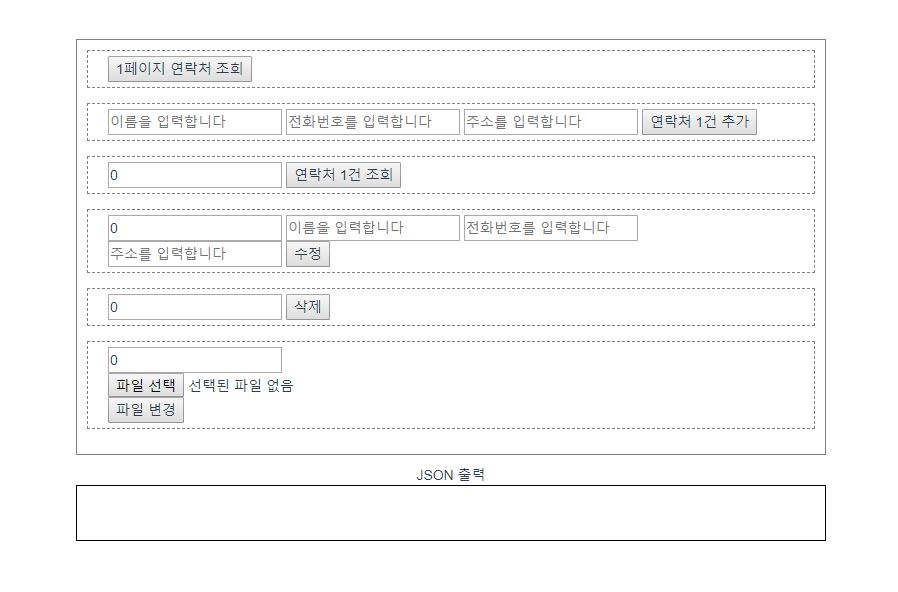 1페이지 연락처 조회
이름을 입력합니다 전화번호를 입력합니다 주소를 입력합니다 연락처 1건 추가
0 연락처 1건 조회
0 이름을 입력합니다 전화번호를 입력합니다
주소를 입력합니다 수정
0 삭제
0
파일 선택 선택된 파일 없음
파일 변경
JSON 출력